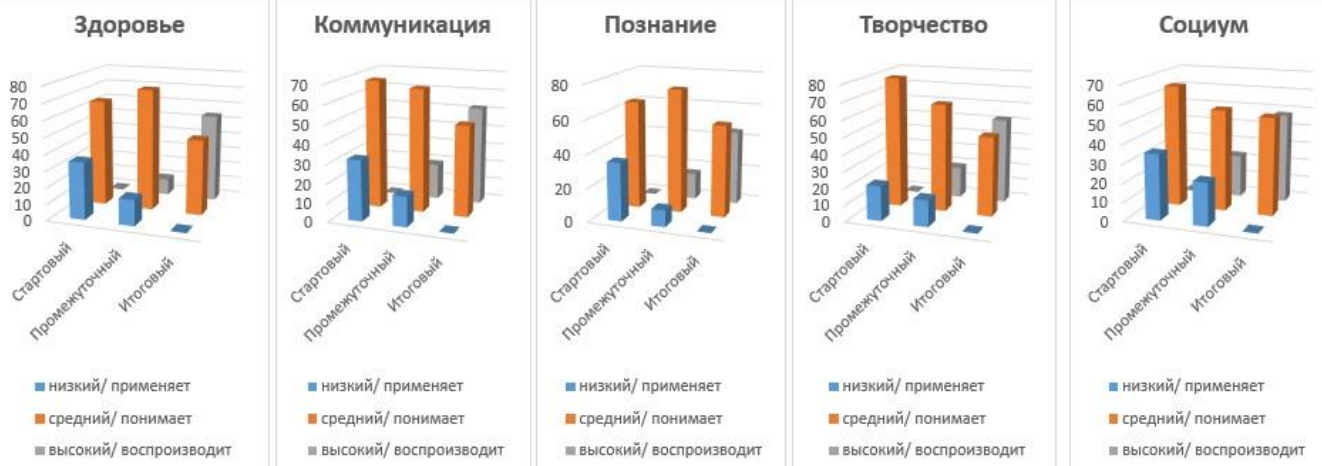 Здоровье
80
70
60
50
40
30
20
10
0
Стартовый
Промежуточный
Итоговый
низкий/ применяет
средний/ понимает
высокий/ воспроизводит
Коммуникация
70
60
50
40
30
20
10
0
Стартовый
Промежуточный
Итоговый
низкий/ применяет
средний/ понимает
высокий/ воспроизводит
Познание
80
60
40
20
0
Стартовый
Промежуточный
Итоговый
низкий/ применяет
средний/ понимает
высокий/ воспроизводит
Творчество
80
70
60
50
40
30
20
10
0
Стартовый
Промежуточный
Итоговый
низкий/ применяет
средний/ понимает
высокий/ воспроизводит
Социум
70
60
50
40
30
20
10
0
Стартовый
Промежуточный
Итоговый
низкий/ применяет
средний/ понимает
высокий/ воспроизводит